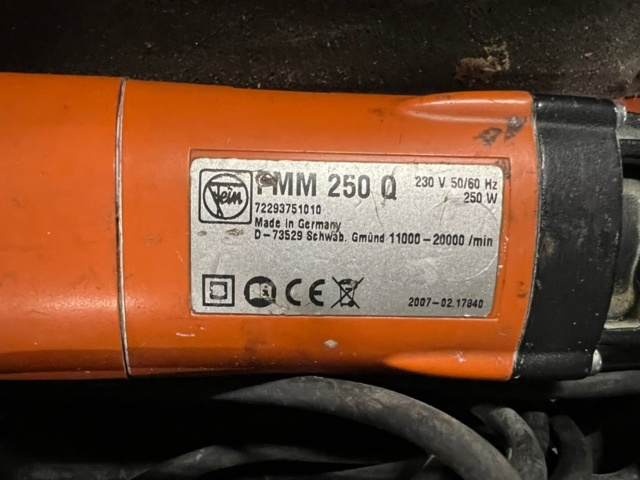 Fein
FMM 250 Q
230 V 50/60 Hz
250 W
72293751010
Made in Germany
D-73529 Schwäb. Gmünd 11000-20000 /min
CE
2007-02.17840